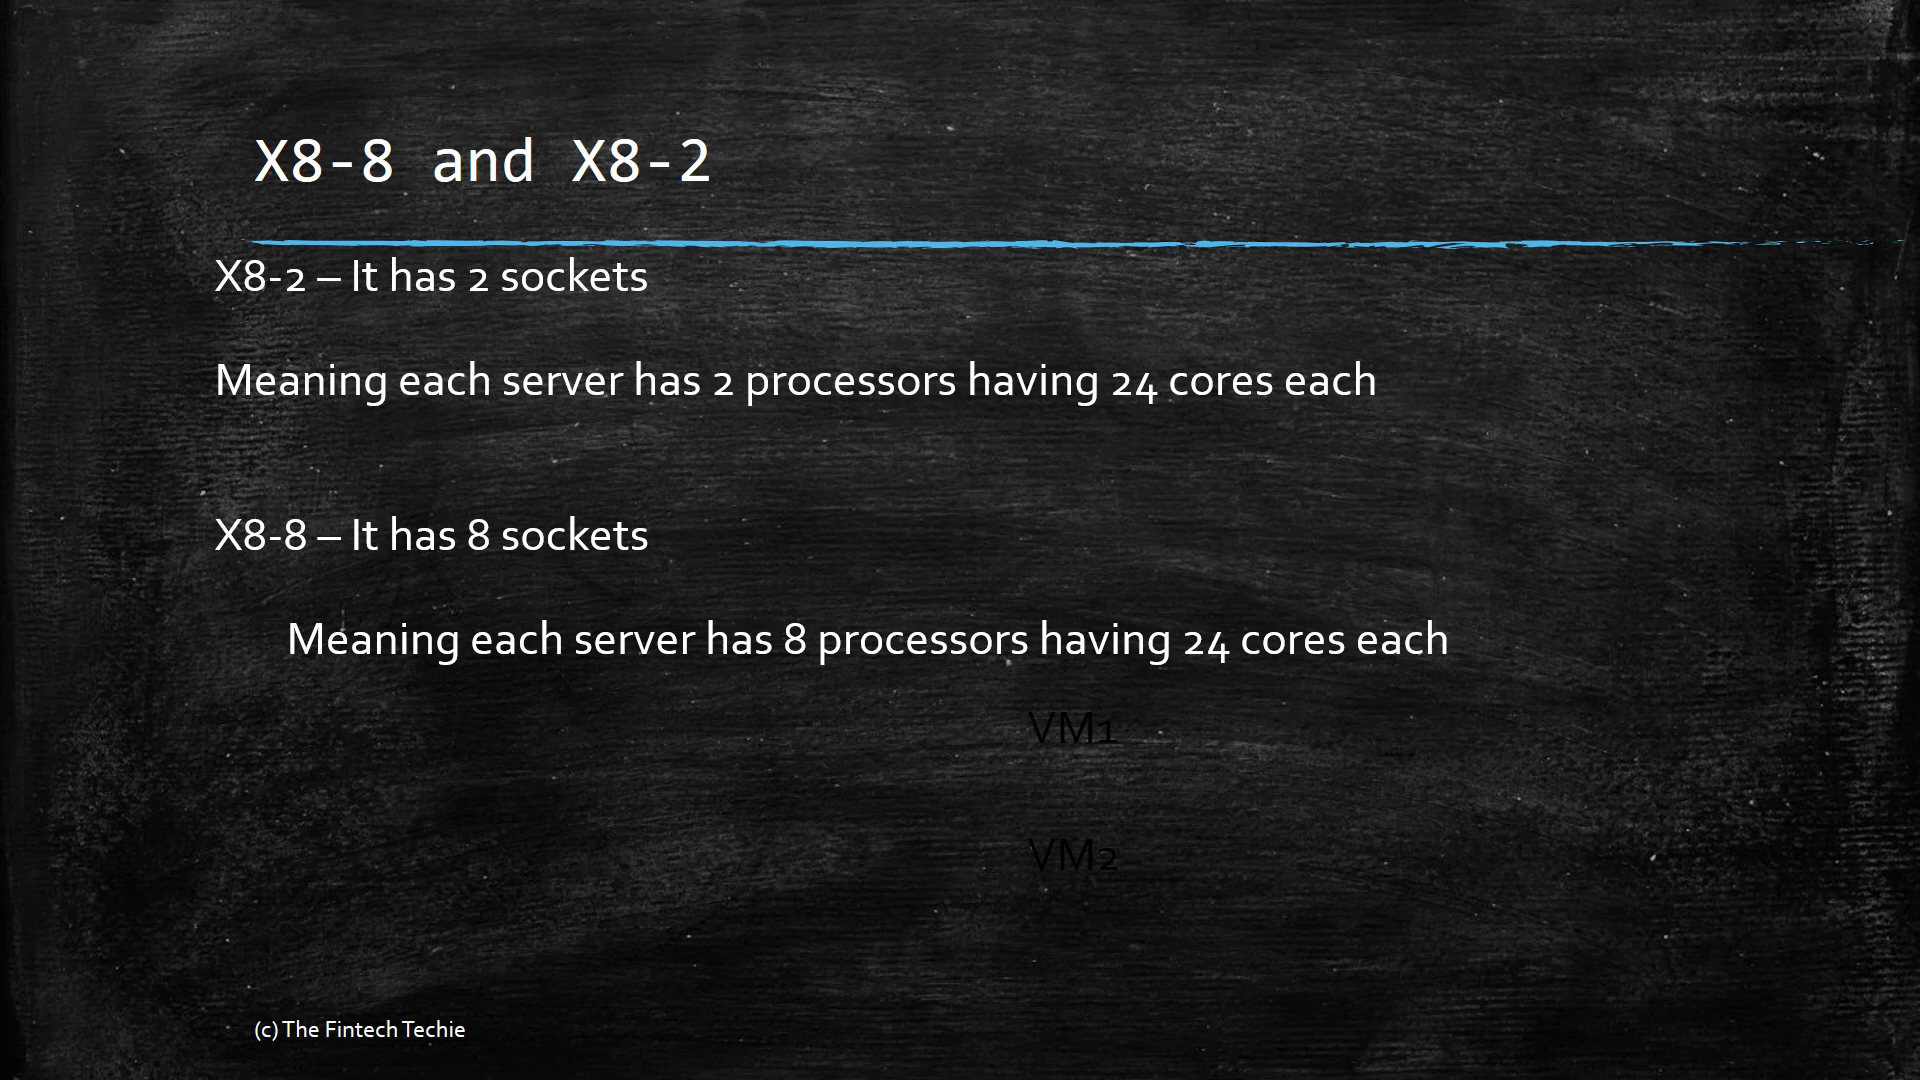 X8-8 and X8-2
X8-2 – It has 2 sockets
Meaning each server has 2 processors having 24 cores each
X8-8 – It has 8 sockets
Meaning each server has 8 processors having 24 cores each
VM1
VM2
(c) The Fintech Techie